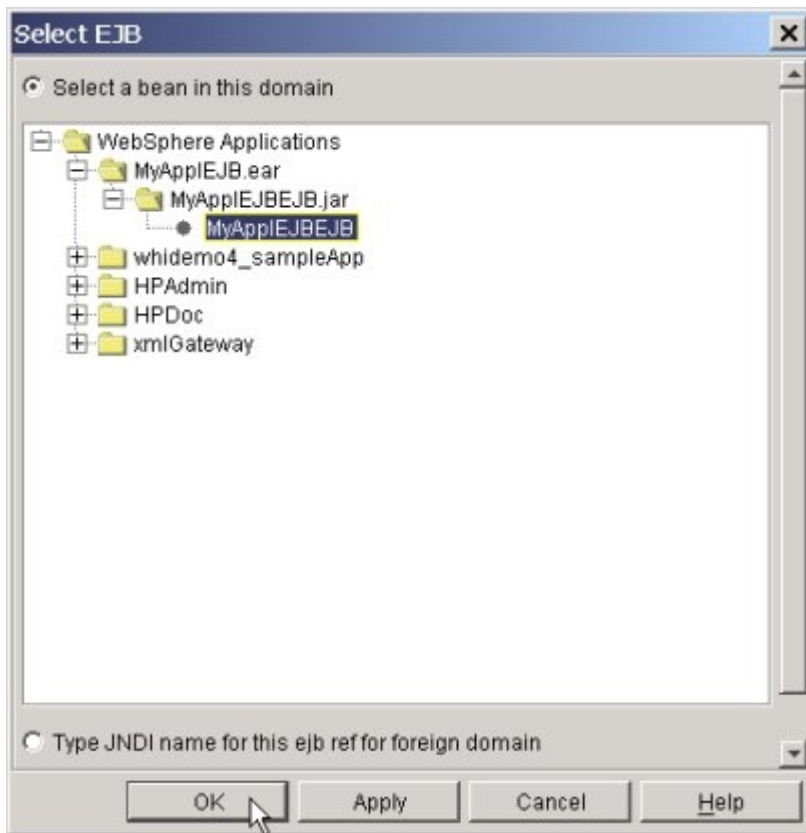 Select EJB
Select a bean in this domain
WebSphere Applications
MyApplEJB.ear
MyApplEJBEJB.jar
MyApplEJBEJB
whidemo4_sampleApp
HPAdmin
HPDoc
xmlGateway
Type JNDI name for this ejb ref for foreign domain
OK Apply Cancel Help